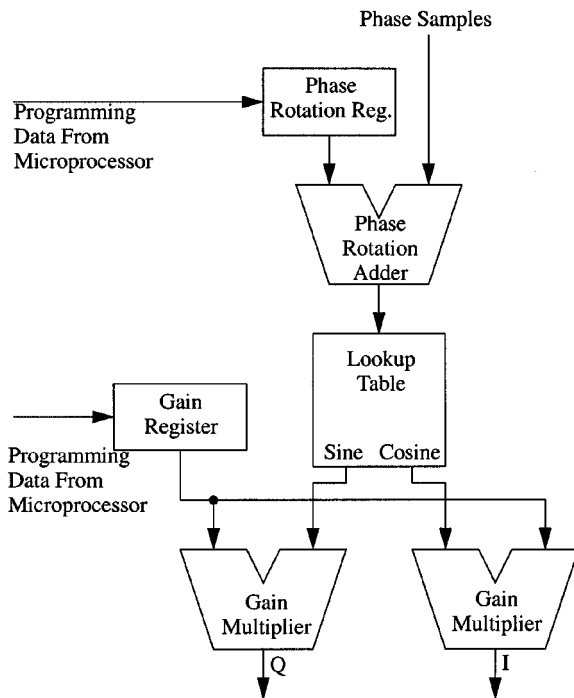 Phase Samples
Phase
Rotation Reg.
Programming
Data From
Microprocessor
Phase
Rotation
Adder
Lookup
Table
Sine Cosine
Gain
Register
Programming
Data From
Microprocessor
Gain
Multiplier
Gain
Multiplier
Q
I